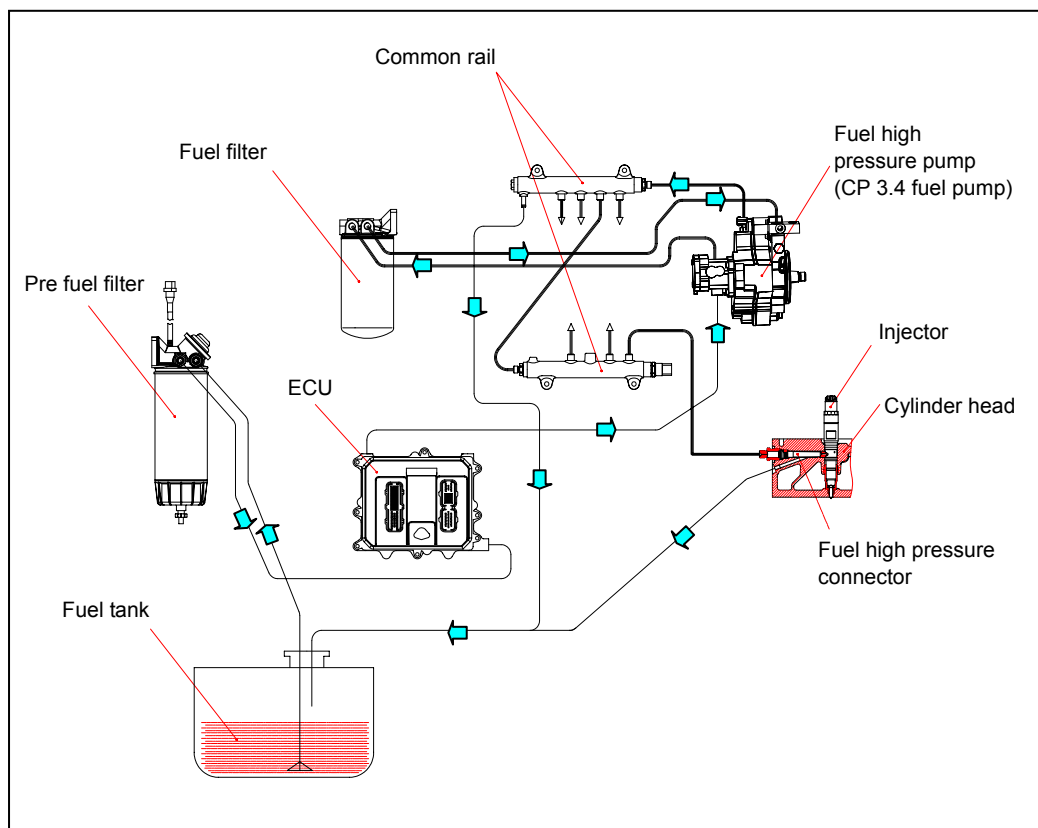 Common rail
Fuel filter
Fuel high
pressure pump
(CP 3.4 fuel pump)
Pre fuel filter
Injector
ECU
Cylinder head
Fuel high pressure
connector
Fuel tank